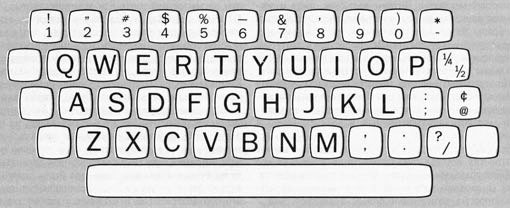 ! " # $ % — & ' ( ) *
1 2 3 4 5 6 7 8 9 0 -
Q W E R T Y U I O P ¼ ½
A S D F G H J K L : ; ¢ @
Z X C V B N M , , . . ? /